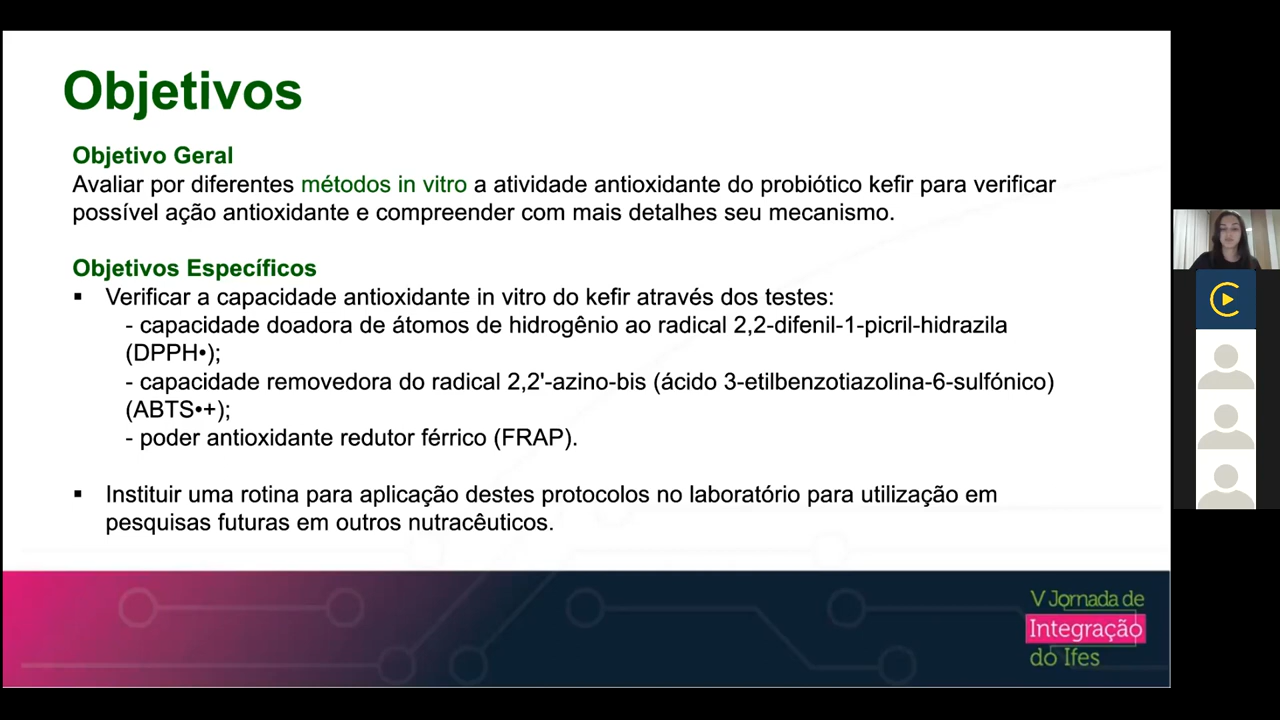 Objetivos
Objetivo Geral
Avaliar por diferentes métodos in vitro a atividade antioxidante do probiótico kefir para verificar
possível ação antioxidante e compreender com mais detalhes seu mecanismo.
Objetivos Específicos
▪ Verificar a capacidade antioxidante in vitro do kefir através dos testes:
- capacidade doadora de átomos de hidrogênio ao radical 2,2-difenil-1-picril-hidrazila
(DPPH•);
- capacidade removedora do radical 2,2'-azino-bis (ácido 3-etilbenzotiazolina-6-sulfónico)
(ABTS•+);
- poder antioxidante redutor férrico (FRAP).
▪ Instituir uma rotina para aplicação destes protocolos no laboratório para utilização em
pesquisas futuras em outros nutracêuticos.
V Jornada de
Integração
do Ifes